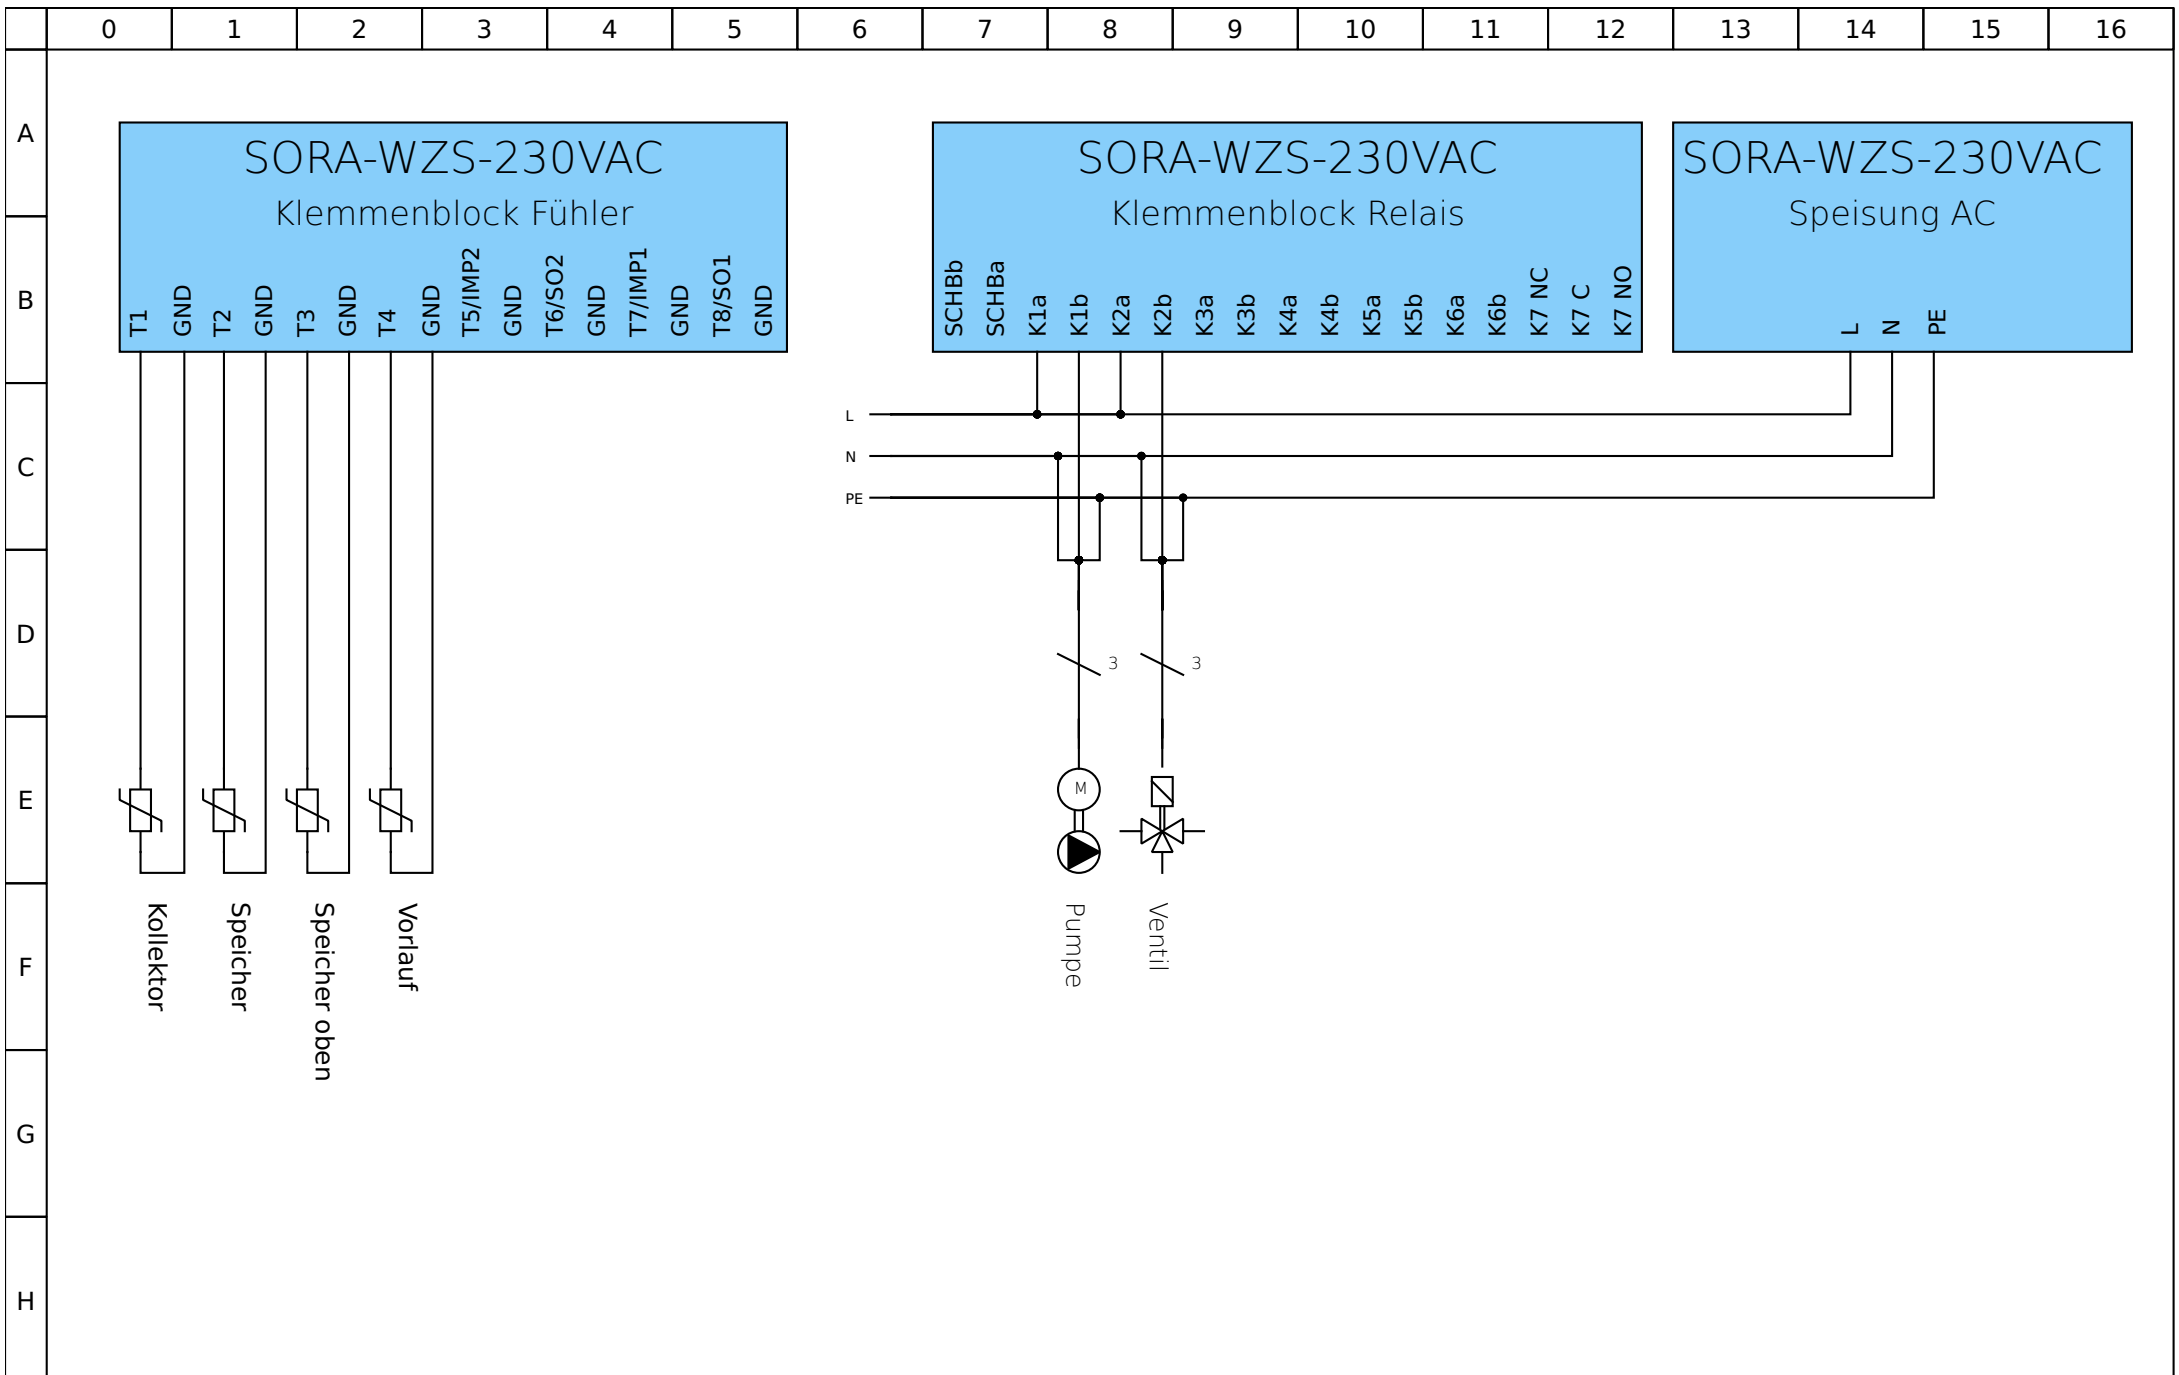 0 1 2 3 4 5 6 7 8 9 10 11 12 13 14 15 16
A
B
C
D
E
F
G
H
SORA-WZS-230VAC
Klemmenblock Fühler
T1 GND T2 GND T3 GND T4 GND T5/IMP2 GND T6/SO2 GND T7/IMP1 GND T8/SO1 GND
SORA-WZS-230VAC
Klemmenblock Relais
SCHBb SCHBa K1a K1b K2a K2b K3a K3b K4a K4b K5a K5b K6a K6b K7 NC K7 C K7 NO
SORA-WZS-230VAC
Speisung AC
L N PE
L
N
PE
3 3
M
Kollektor
Speicher
Speicher oben
Vorlauf
Pumpe
Ventil